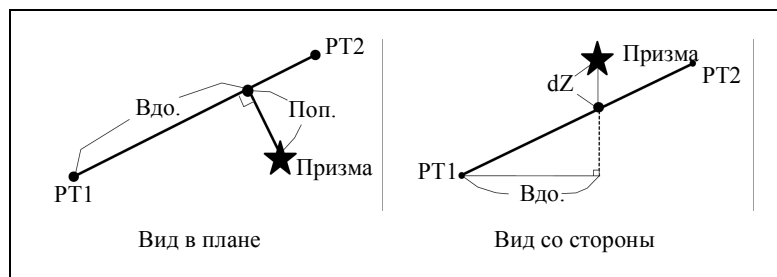 PT2
Вдо.
Поп.
Призма
PT1
Вид в плане
Призма
PT2
dZ
PT1
Вдо.
Вид со стороны